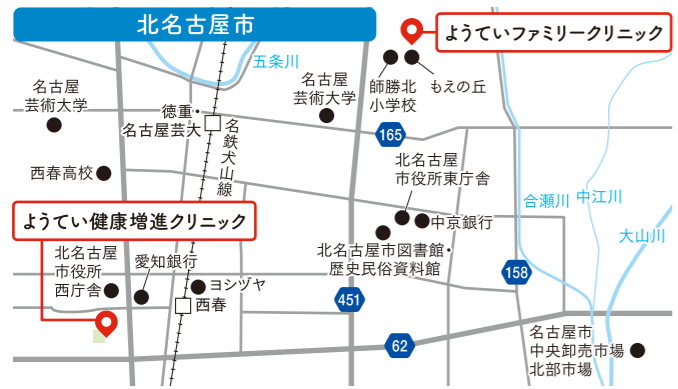 北名古屋市
ようていファミリークリニック
五条川
師勝北
小学校
もえの丘
名古屋
芸術大学
名古屋
芸術大学
徳重・
名古屋芸大
名鉄犬山線
165
西春高校
北名古屋
市役所東庁舎
合瀬川
中江川
大山川
ようてい健康増進クリニック
中京銀行
北名古屋市図書館・
歴史民俗資料館
北名古屋
市役所
西庁舎
愛知銀行
ヨシヅヤ
西春
451
158
62
名古屋市
中央卸売市場
北部市場